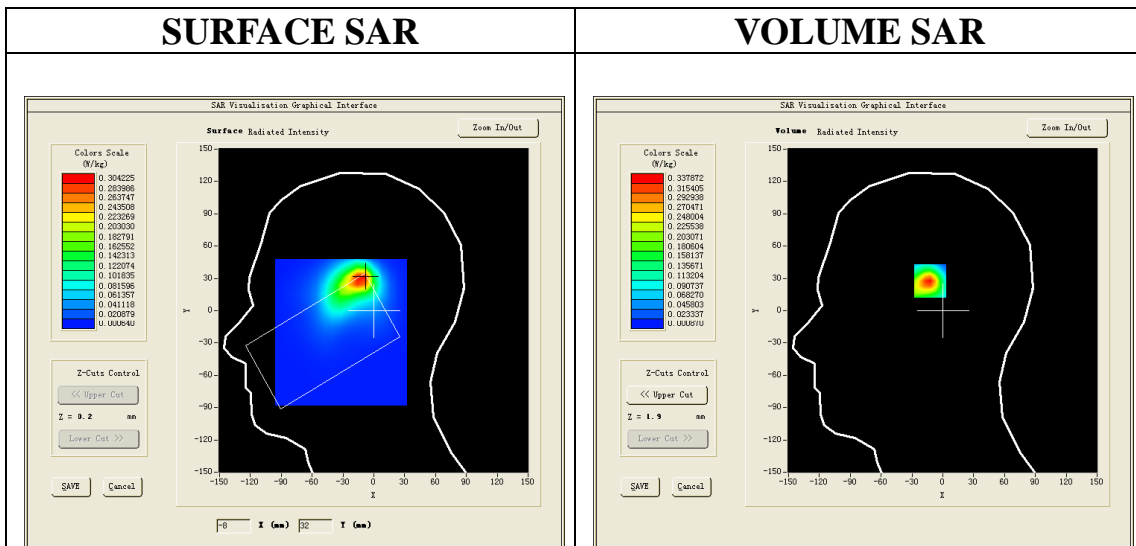 SURFACE SAR
VOLUME SAR
SAR Visualisation Graphical Interface
Surface Radiated Intensity
Zoom In/Out
Colors Scale
(W/kg)
0.304225
0.283986
0.263747
0.243508
0.223269
0.203030
0.182791
0.162552
0.142313
0.122074
0.101835
0.081596
0.061357
0.041118
0.020879
0.000640
150
120
90
60
30
0
-30
-60
-90
-120
-150
Y
-150 -120 -90 -60 -30 0 30 60 90 120 150
X
Z-Cuts Control
<< Upper Cut
Z = 0.2 mm
Lower Cut >>
SAVE Cancel
-8 X (mm) 32 Y (mm)
SAR Visualisation Graphical Interface
Volume Radiated Intensity
Zoom In/Out
Colors Scale
(W/kg)
0.337872
0.315405
0.292938
0.270471
0.248004
0.225538
0.203071
0.180604
0.158137
0.135671
0.113204
0.090737
0.068270
0.045803
0.023337
0.000870
150
120
90
60
30
0
-30
-60
-90
-120
-150
Y
-150 -120 -90 -60 -30 0 30 60 90 120 150
X
Z-Cuts Control
<< Upper Cut
Z = 1.9 mm
Lower Cut >>
SAVE Cancel